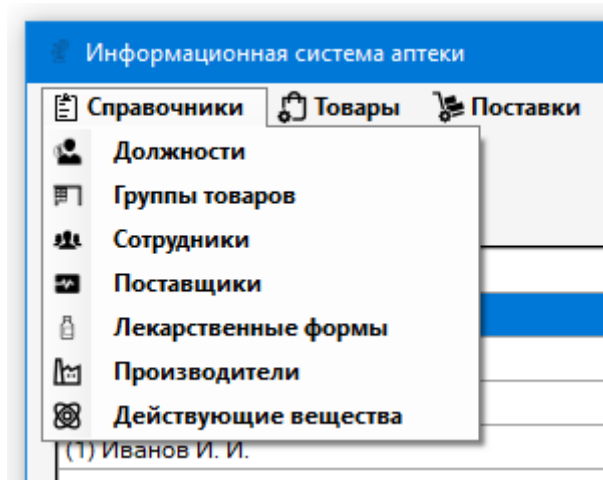 Информационная система аптеки
Справочники Товары Поставки
Должности
Группы товаров
Сотрудники
Поставщики
Лекарственные формы
Производители
Действующие вещества
(1) Иванов И. И.